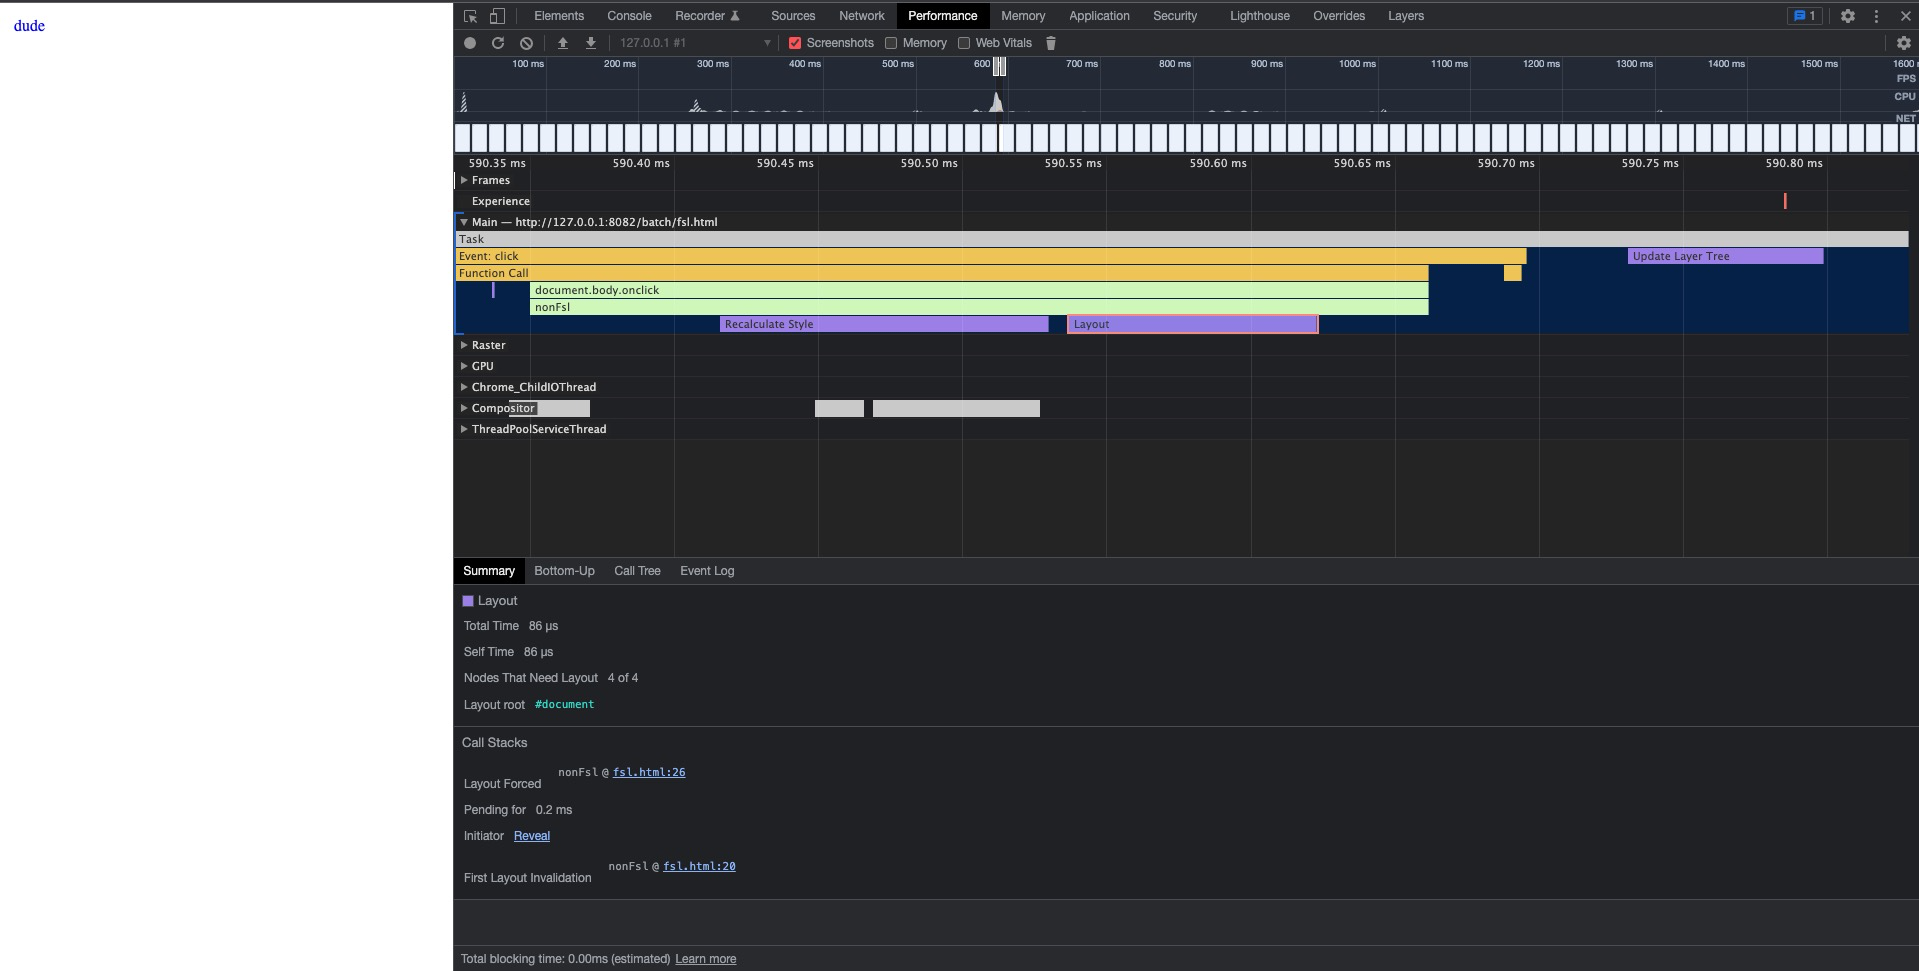 dude
Elements Console Recorder Sources Network Performance Memory Application Security Lighthouse Overrides Layers 1
127.0.0.1 #1 Screenshots Memory Web Vitals
100 ms 200 ms 300 ms 400 ms 500 ms 600 700 ms 800 ms 900 ms 1000 ms 1100 ms 1200 ms 1300 ms 1400 ms 1500 ms 1600
FPS
CPU
NET
590.35 ms 590.40 ms 590.45 ms 590.50 ms 590.55 ms 590.60 ms 590.65 ms 590.70 ms 590.75 ms 590.80 ms
Frames
Experience
Main — http://127.0.0.1:8082/batch/fsl.html
Task
Event: click Update Layer Tree
Function Call
document.body.onclick
nonFsl
Recalculate Style Layout
Raster
GPU
Chrome_ChildIOThread
Compositor
ThreadPoolServiceThread
Summary Bottom-Up Call Tree Event Log
Layout
Total Time 86 μs
Self Time 86 μs
Nodes That Need Layout 4 of 4
Layout root #document
Call Stacks
nonFsl @ fsl.html:26
Layout Forced
Pending for 0.2 ms
Initiator Reveal
nonFsl @ fsl.html:20
First Layout Invalidation
Total blocking time: 0.00ms (estimated) Learn more